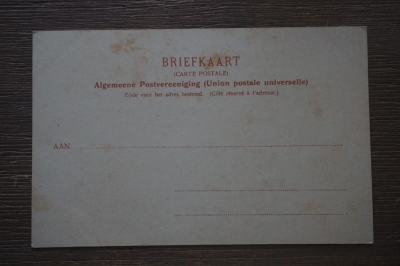 BRIEFKAART
(CARTE POSTALE)
Algemeene Postvereeniging (Union postale universelle)
Zijde voor het adres bestemd. (Côté réservé à l'adresse.)
AAN